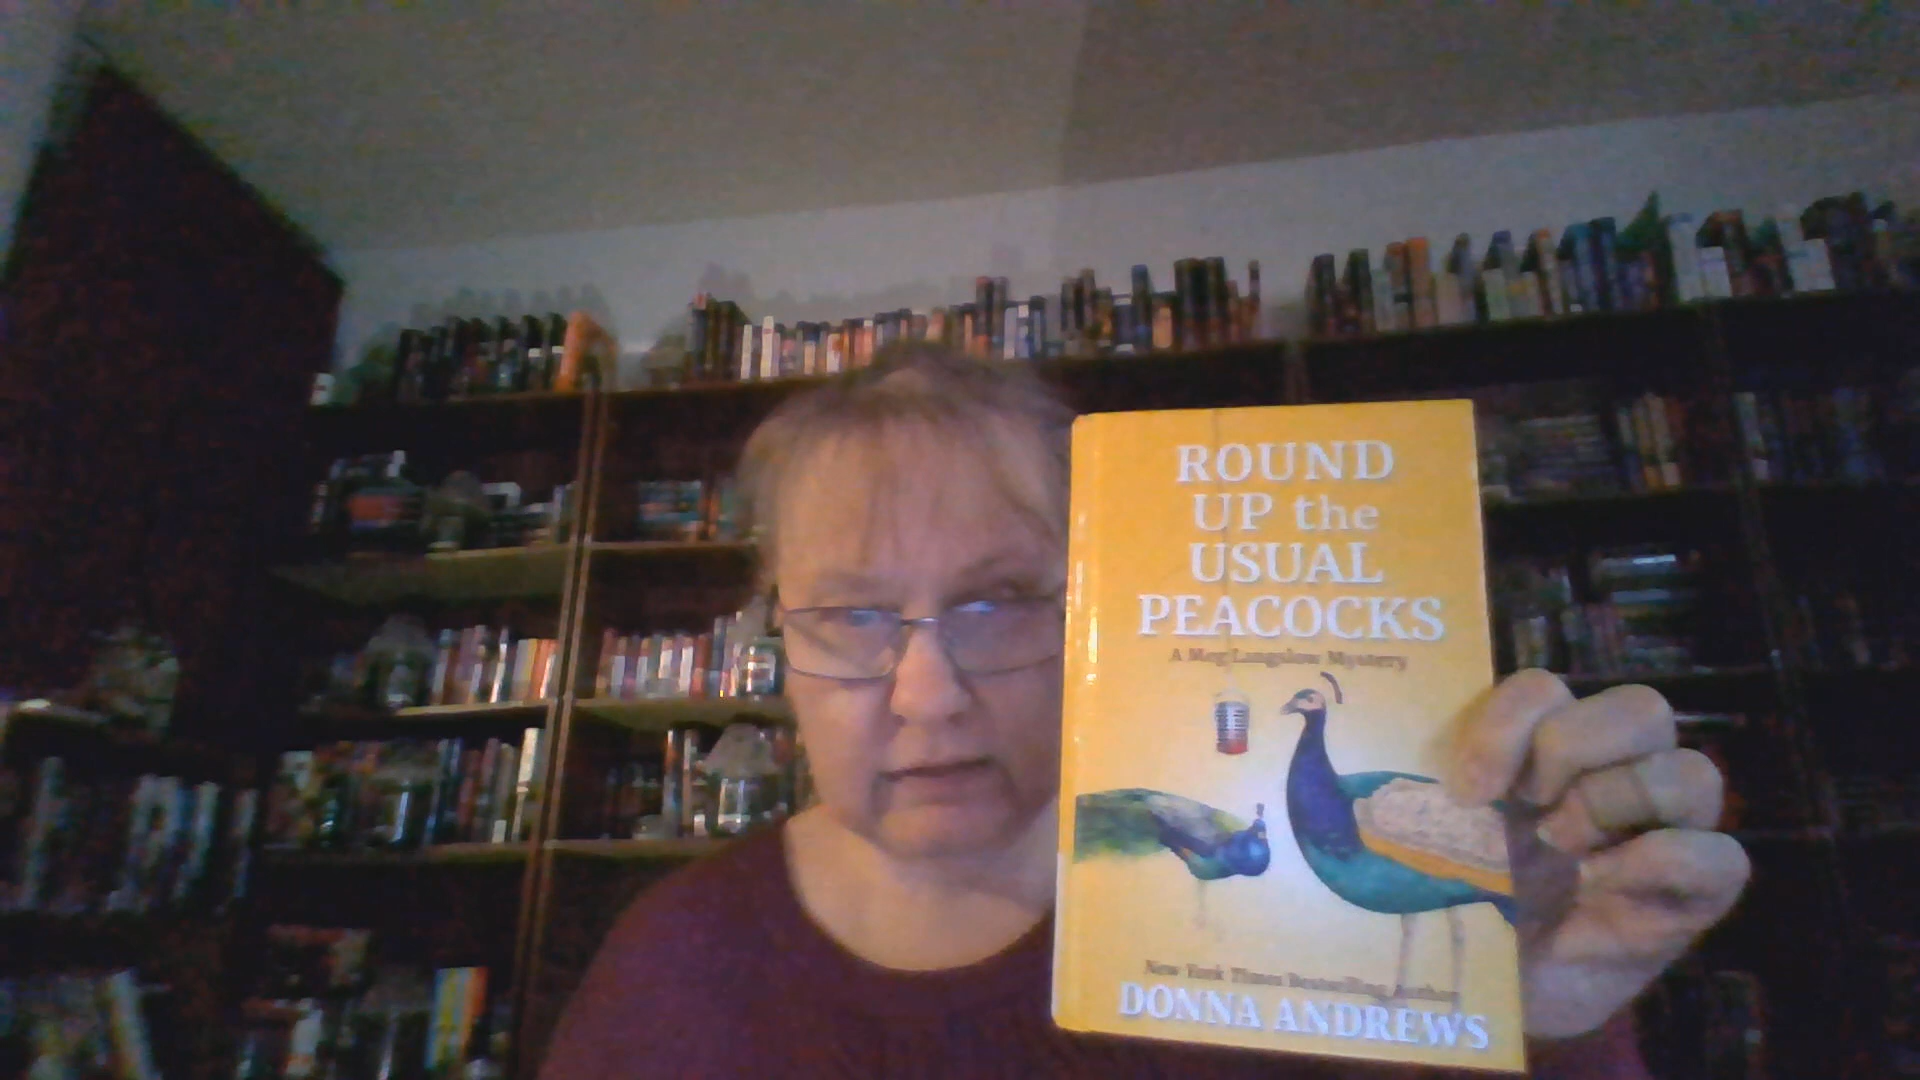 ROUND
UP the
USUAL
PEACOCKS
A Meg Langslow Mystery
New York Times Bestselling Author
DONNA ANDREWS